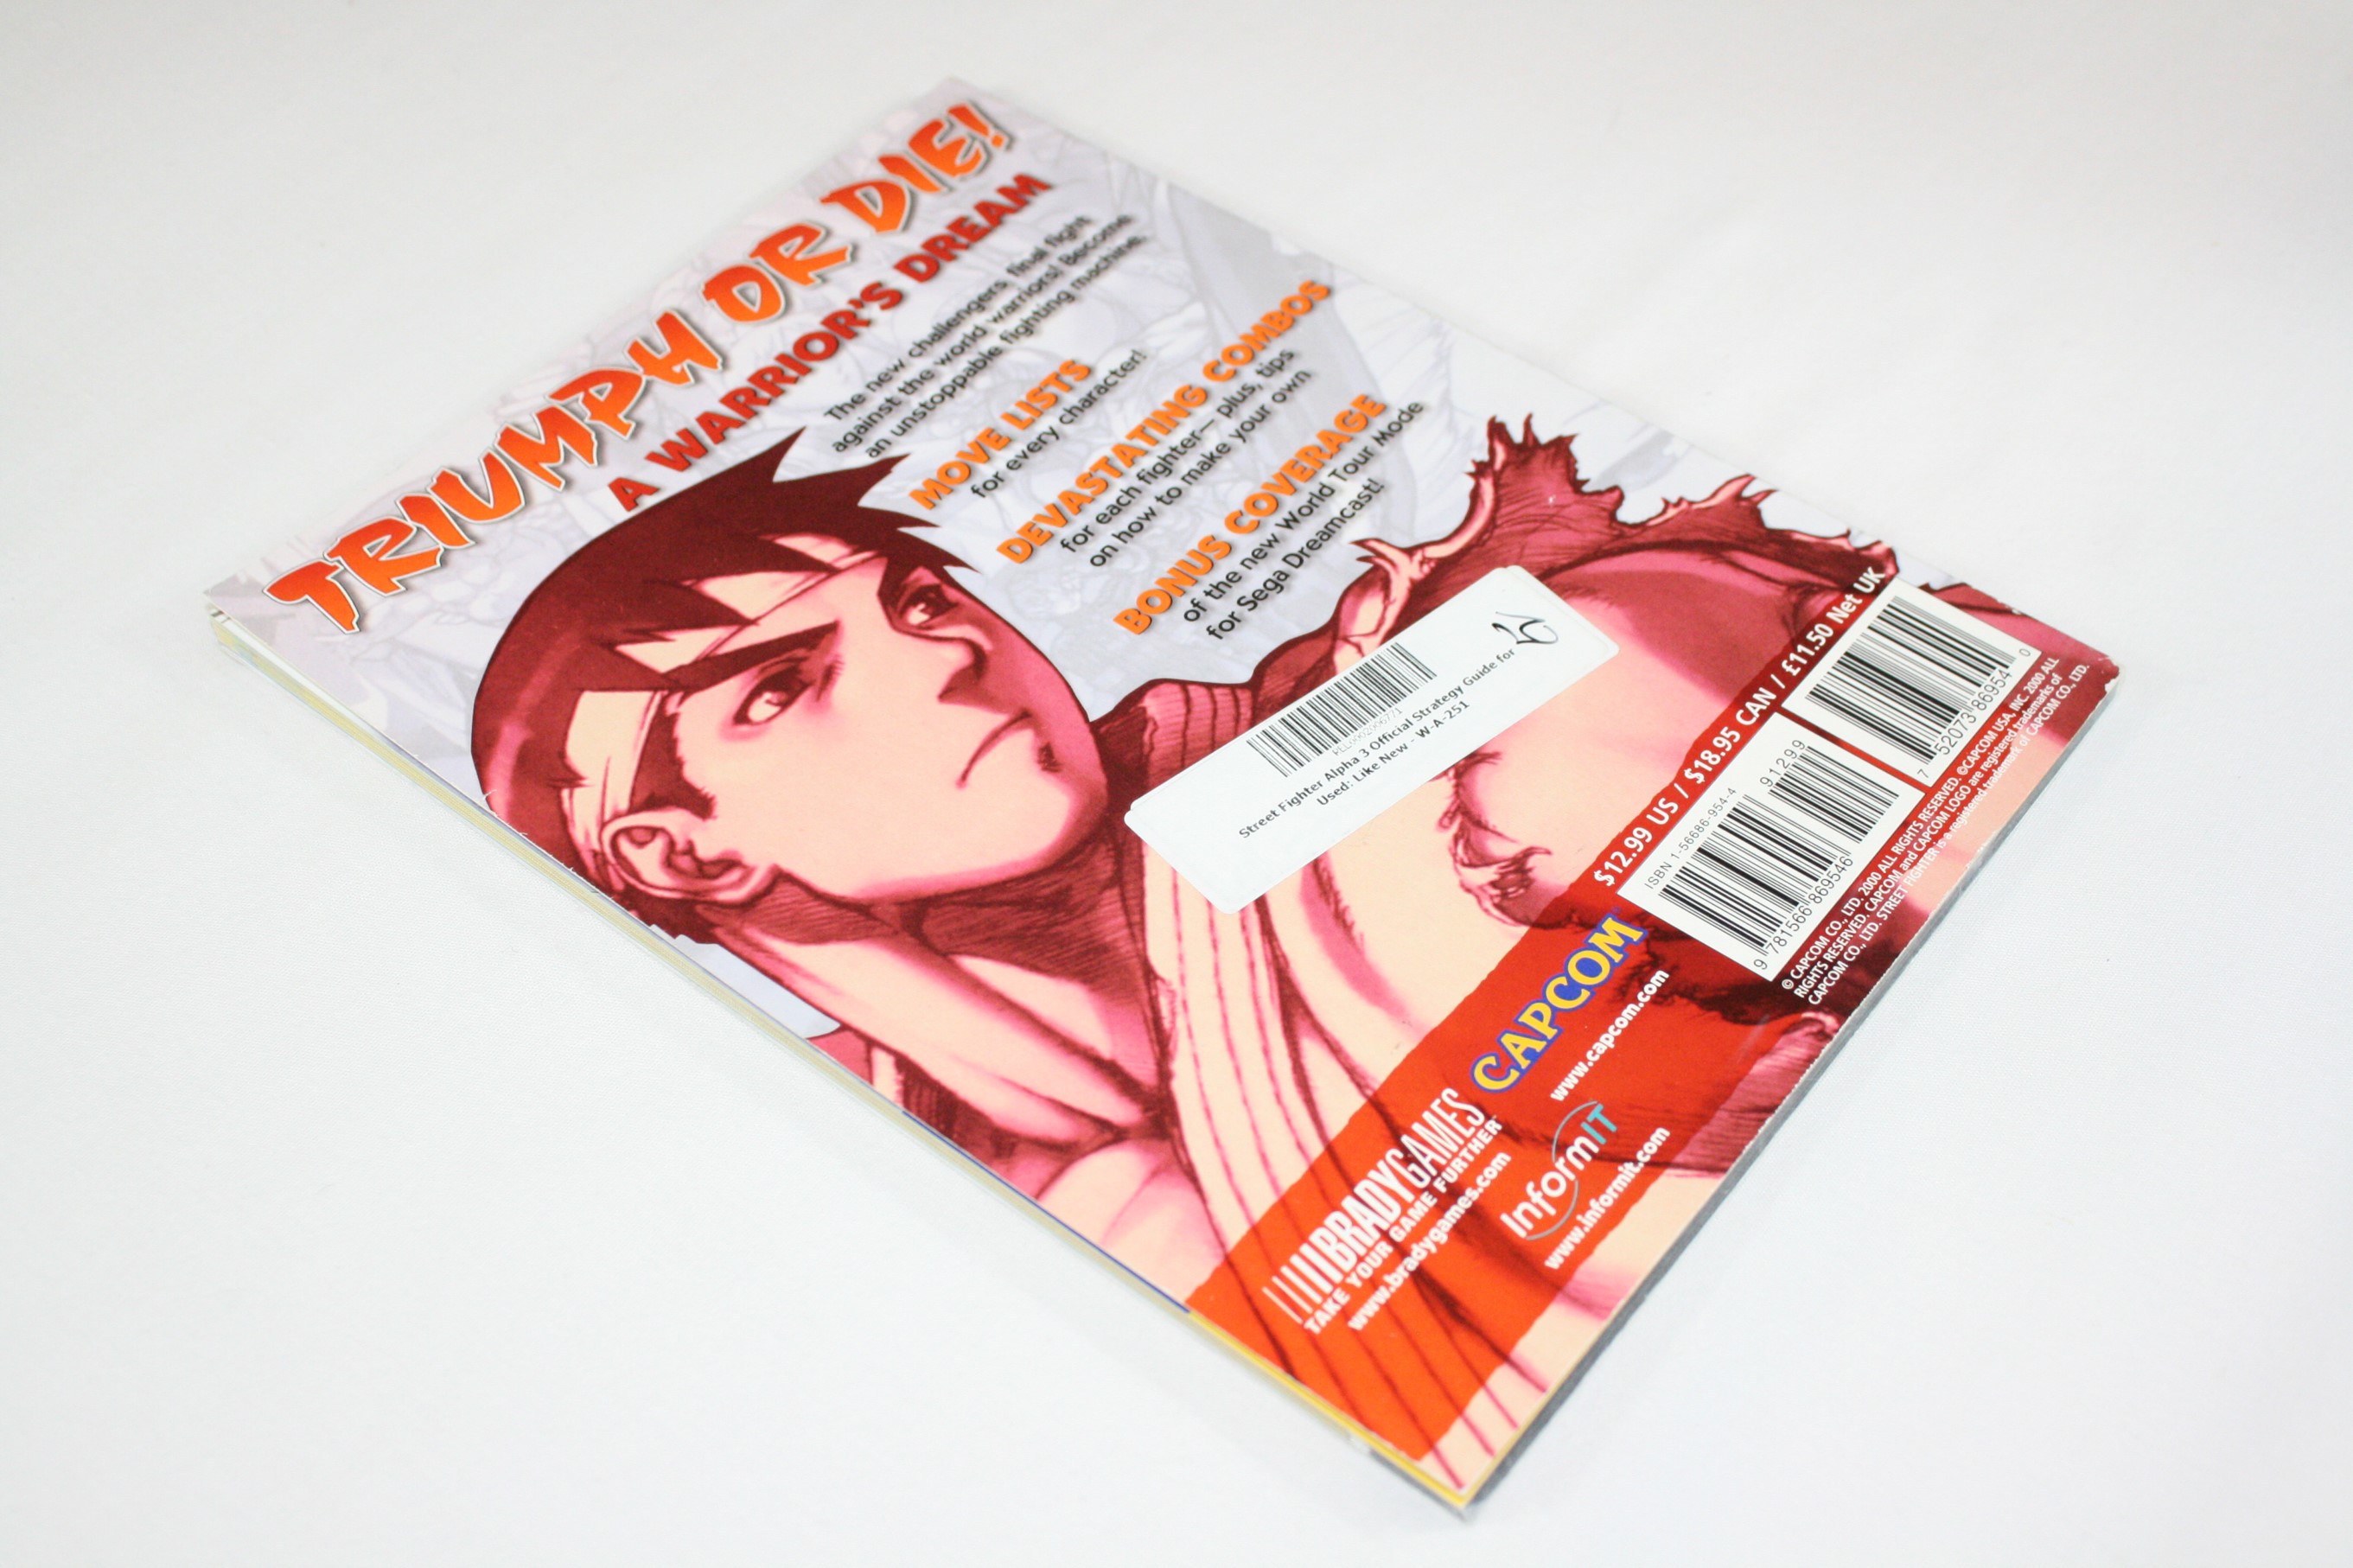 TRIUMPH OR DIE!
A WARRIOR'S DREAM
The new challengers final fight
against the world warriors! Become
an unstoppable fighting machine.
MOVE LISTS
for every character!
DEVASTATING COMBOS
for each fighter— plus, tips
on how to make your own
BONUS COVERAGE
of the new World Tour Mode
for Sega Dreamcast!
Street Fighter Alpha 3 Official Strategy Guide for
Used: Like New - W-A-251
$12.99 US / $18.95 CAN / £11.50 Net UK
ISBN 1-56686-954-4
91299
9 781566 869546
7 52073 86954 0
© CAPCOM CO., LTD. 2000 ALL RIGHTS RESERVED. ©CAPCOM USA, INC. 2000 ALL
RIGHTS RESERVED. CAPCOM and CAPCOM LOGO are registered trademarks of
CAPCOM CO., LTD. STREET FIGHTER is a registered trademark of CAPCOM CO., LTD.
CAPCOM
www.capcom.com
BRADYGAMES
TAKE YOUR GAME FURTHER
www.bradygames.com
InformIT
www.informit.com